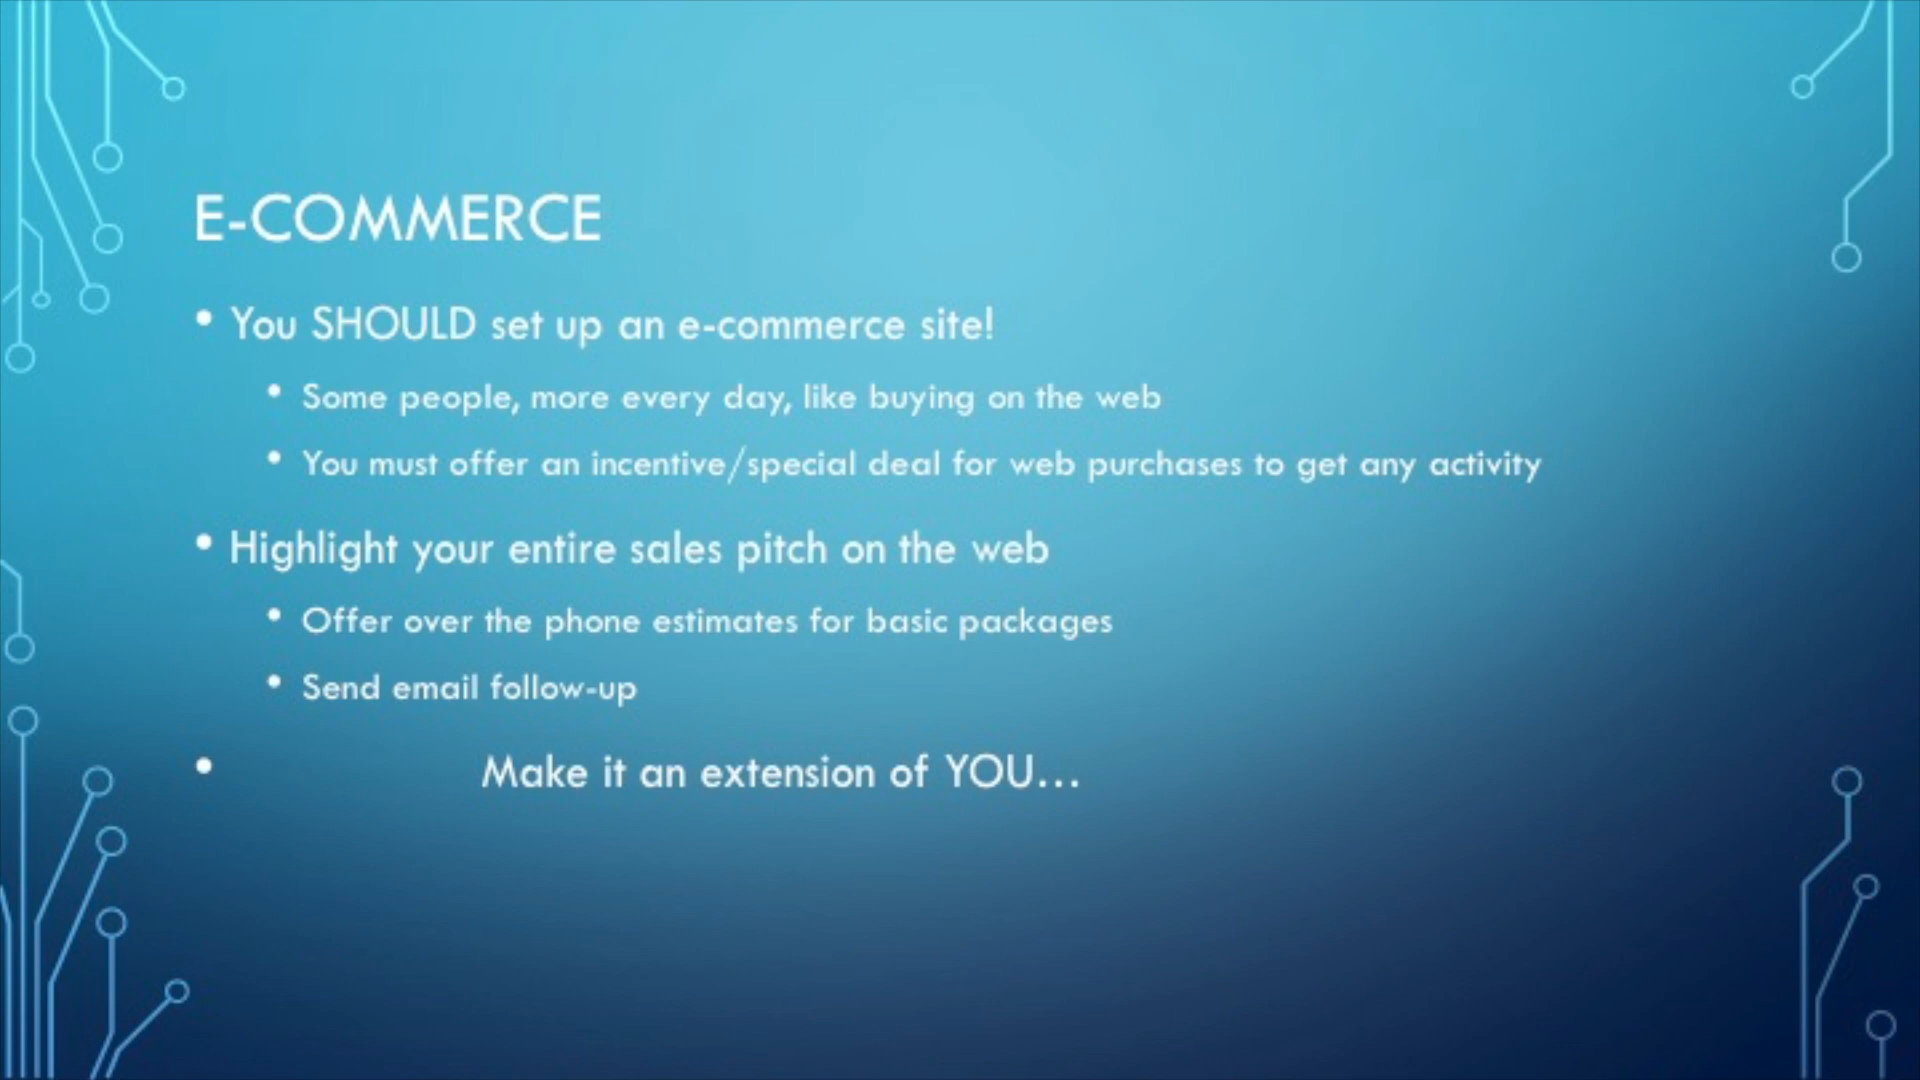 E-COMMERCE
• You SHOULD set up an e-commerce site!
• Some people, more every day, like buying on the web
• You must offer an incentive/special deal for web purchases to get any activity
• Highlight your entire sales pitch on the web
• Offer over the phone estimates for basic packages
• Send email follow-up
• Make it an extension of YOU...